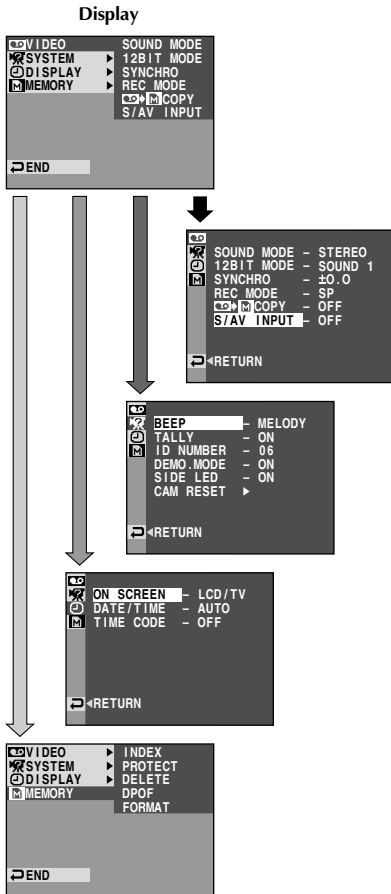 Display
VIDEO SOUND MODE
SYSTEM 12BIT MODE
DISPLAY SYNCHRO
MEMORY REC MODE
M COPY
S/AV INPUT
END
SOUND MODE – STEREO
12BIT MODE – SOUND 1
M SYNCHRO – ±0.0
REC MODE – SP
M COPY – OFF
S/AV INPUT – OFF
RETURN
BEEP – MELODY
TALLY – ON
M ID NUMBER – 06
DEMO.MODE – ON
SIDE LED – ON
CAM RESET
RETURN
ON SCREEN – LCD/TV
DATE/TIME – AUTO
M TIME CODE – OFF
RETURN
VIDEO INDEX
SYSTEM PROTECT
DISPLAY DELETE
M MEMORY DPOF
FORMAT
END